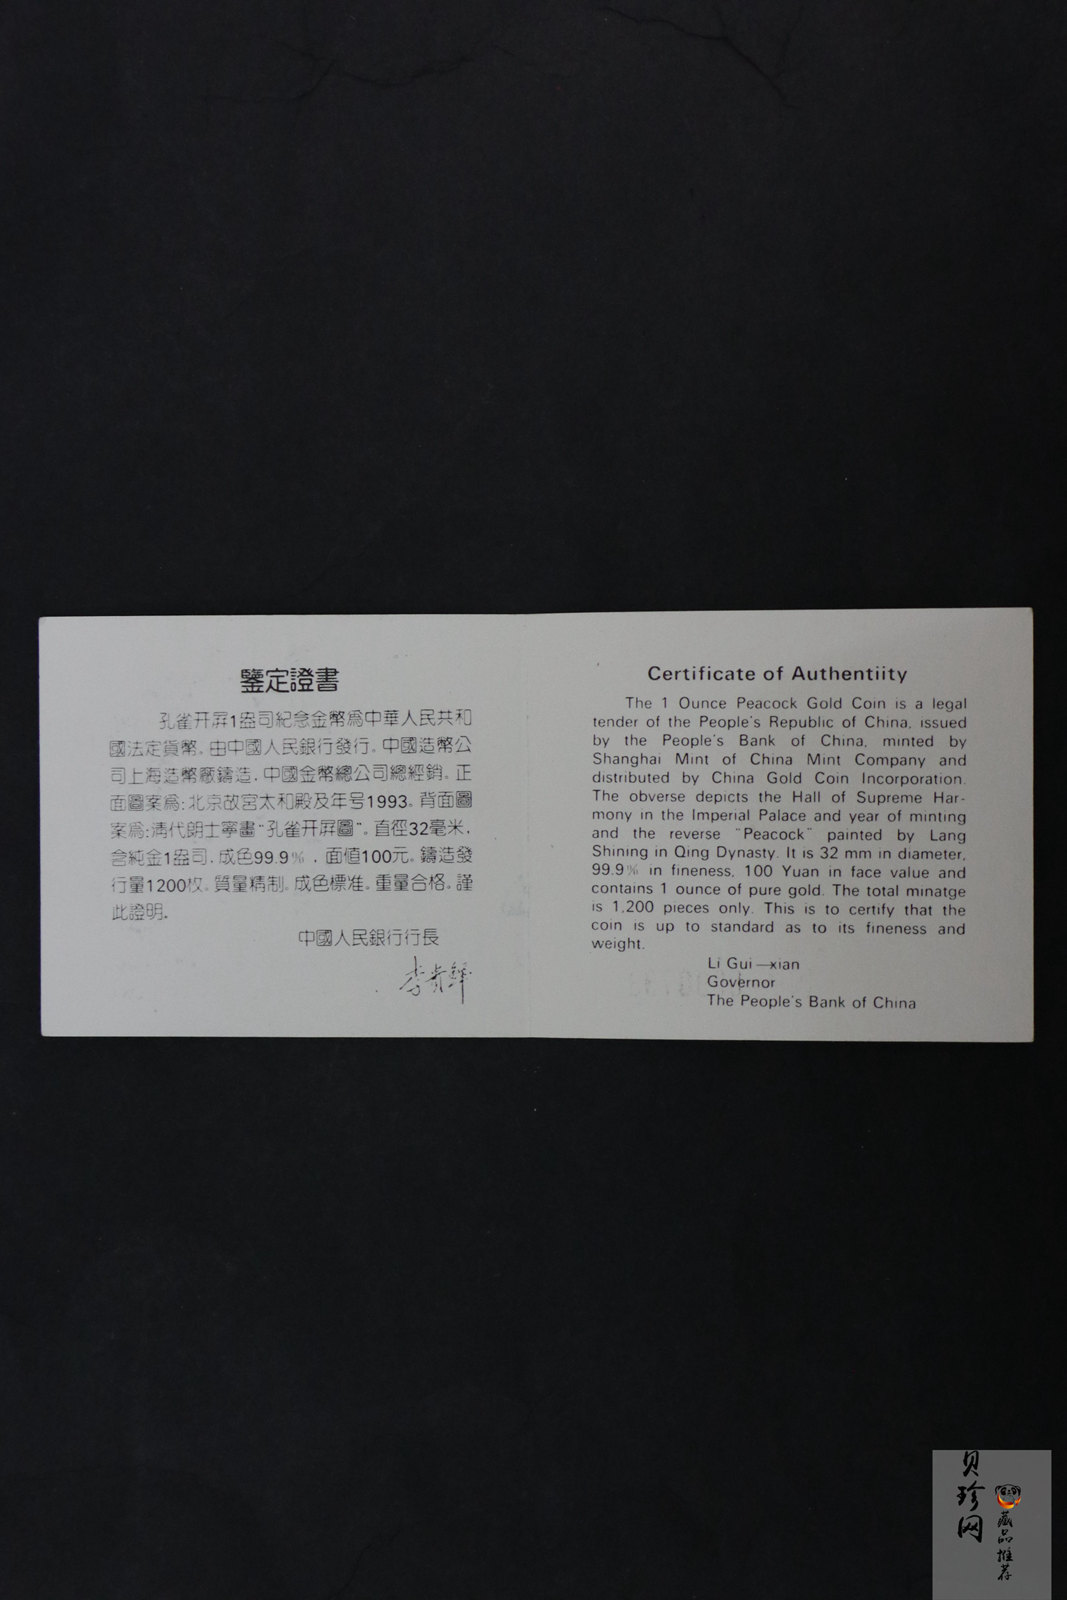 鑒定證書
孔雀开屏1盎司紀念金幣爲中華人民共和
國法定貨幣。由中國人民銀行發行。中國造幣公
司上海造幣廠鑄造，中國金幣總公司總經銷。正
面圖案爲：北京故宮太和殿及年号1993。背面圖
案爲：清代朗士寧畫“孔雀开屏圖”。直徑32毫米，
含純金1盎司，成色99.9%，面值100元。鑄造發
行量1200枚。質量精制。成色標准。重量合格。謹
此證明。
中國人民銀行行長
李貴鲜
Certificate of Authentiity
The 1 Ounce Peacock Gold Coin is a legal
tender of the People's Republic of China, issued
by the People's Bank of China, minted by
Shanghai Mint of China Mint Company and
distributed by China Gold Coin Incorporation.
The obverse depicts the Hall of Supreme Har-
mony in the Imperial Palace and year of minting
and the reverse "Peacock" painted by Lang
Shining in Qing Dynasty. It is 32 mm in diameter,
99.9% in fineness, 100 Yuan in face value and
contains 1 ounce of pure gold. The total minatge
is 1,200 pieces only. This is to certify that the
coin is up to standard as to its fineness and
weight.
Li Gui—xian
Governor
The People's Bank of China
贝珍网
藏品推荐